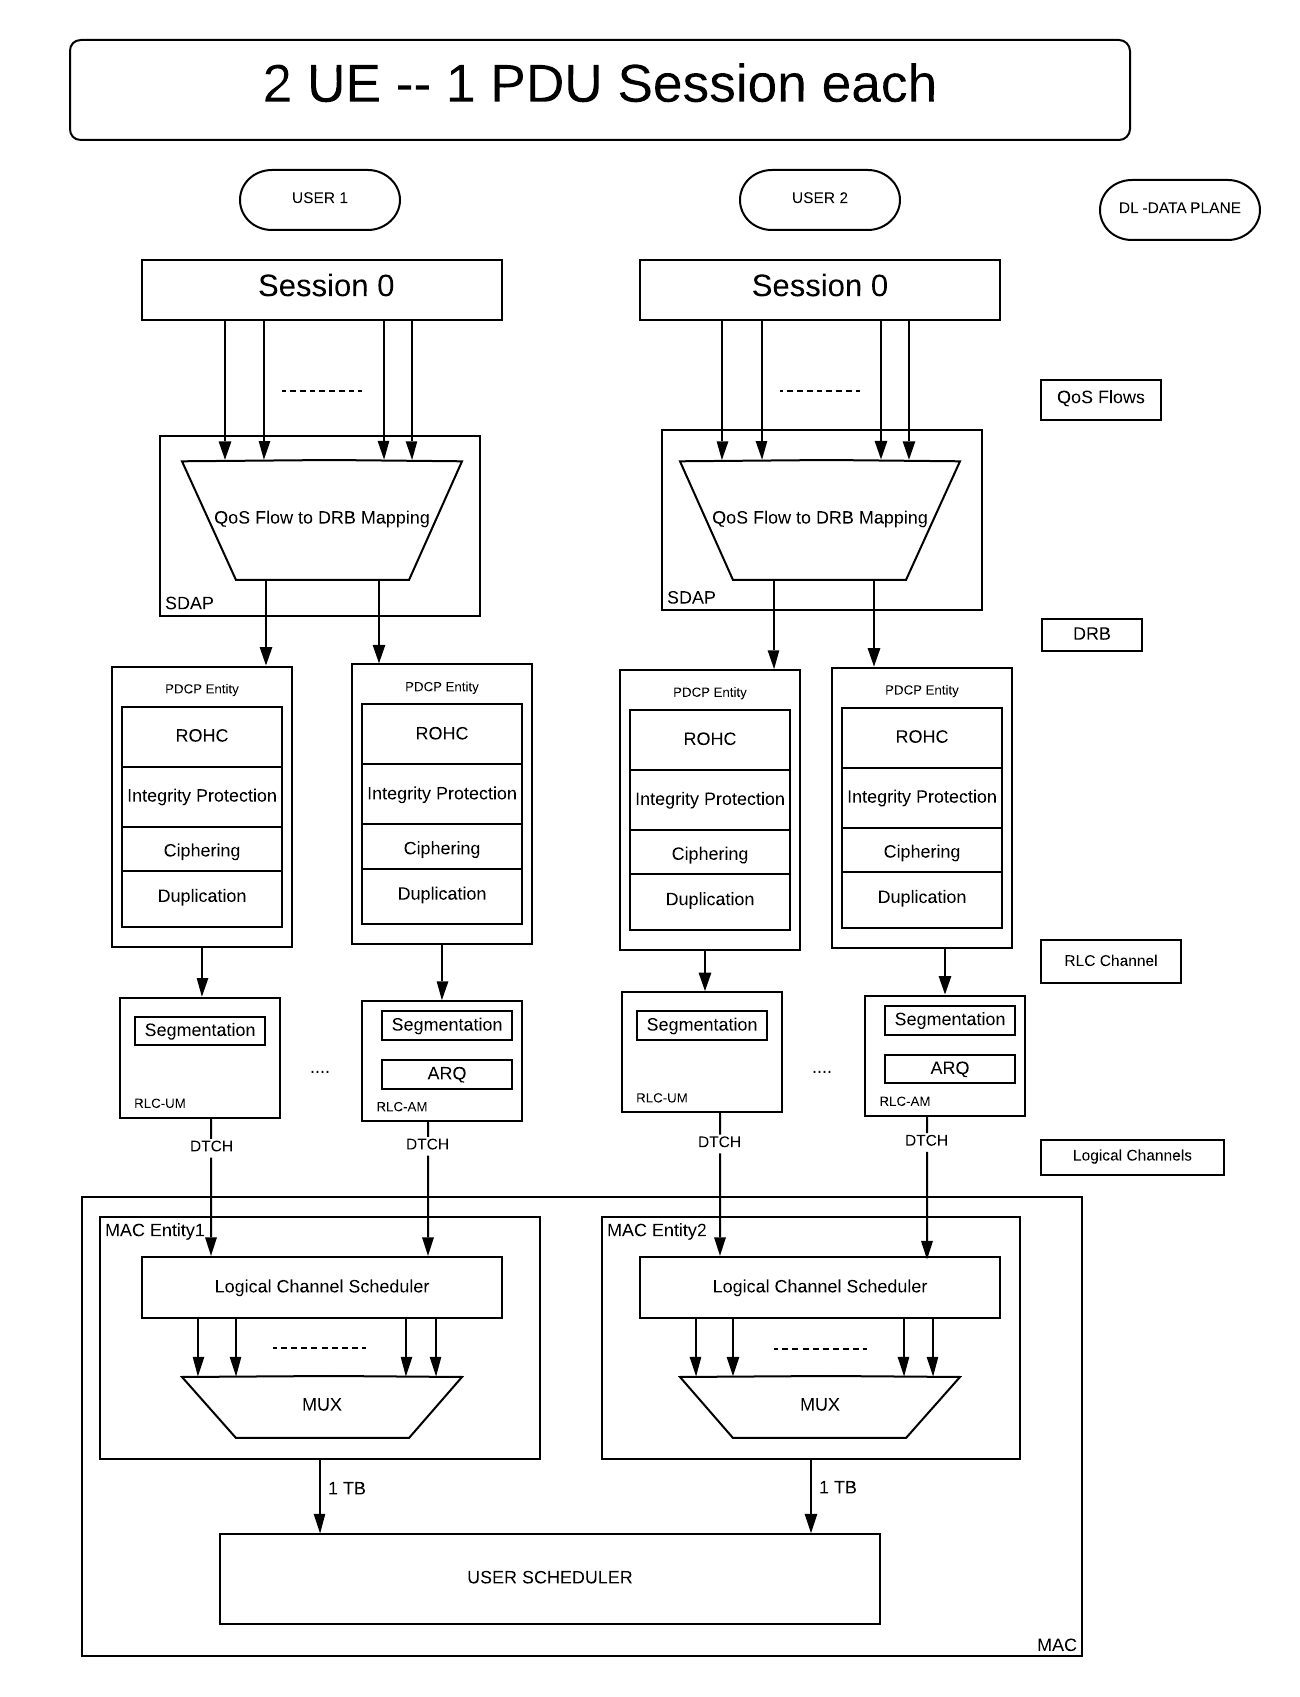 2 UE -- 1 PDU Session each
USER 1
USER 2
DL -DATA PLANE
Session 0
Session 0
QoS Flows
QoS Flow to DRB Mapping
QoS Flow to DRB Mapping
SDAP
SDAP
DRB
PDCP Entity
PDCP Entity
PDCP Entity
PDCP Entity
ROHC
ROHC
ROHC
ROHC
Integrity Protection
Integrity Protection
Integrity Protection
Integrity Protection
Ciphering
Ciphering
Ciphering
Ciphering
Duplication
Duplication
Duplication
Duplication
RLC Channel
Segmentation
Segmentation
Segmentation
Segmentation
ARQ
ARQ
....
....
RLC-UM
RLC-AM
RLC-UM
RLC-AM
DTCH
DTCH
DTCH
DTCH
Logical Channels
MAC Entity1
MAC Entity2
Logical Channel Scheduler
Logical Channel Scheduler
MUX
MUX
1 TB
1 TB
USER SCHEDULER
MAC